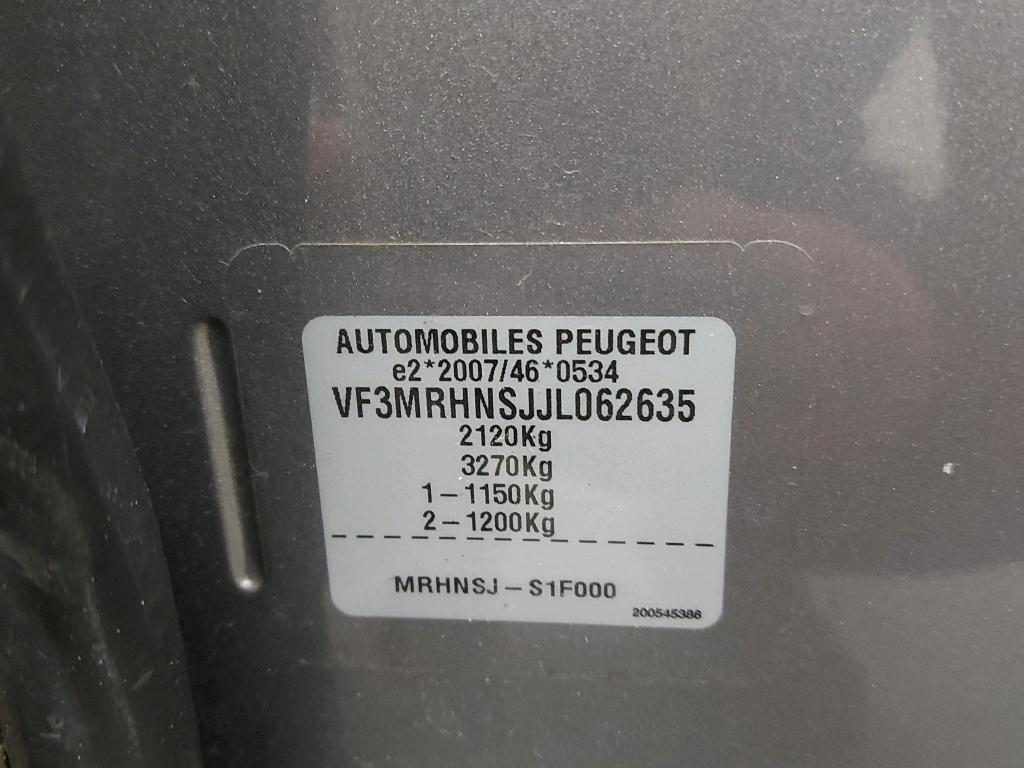 AUTOMOBILES PEUGEOT
e2*2007/46*0534
VF3MRHNSJJL062635
2120Kg
3270Kg
1-1150Kg
2-1200Kg
MRHNSJ-S1F000
200545386